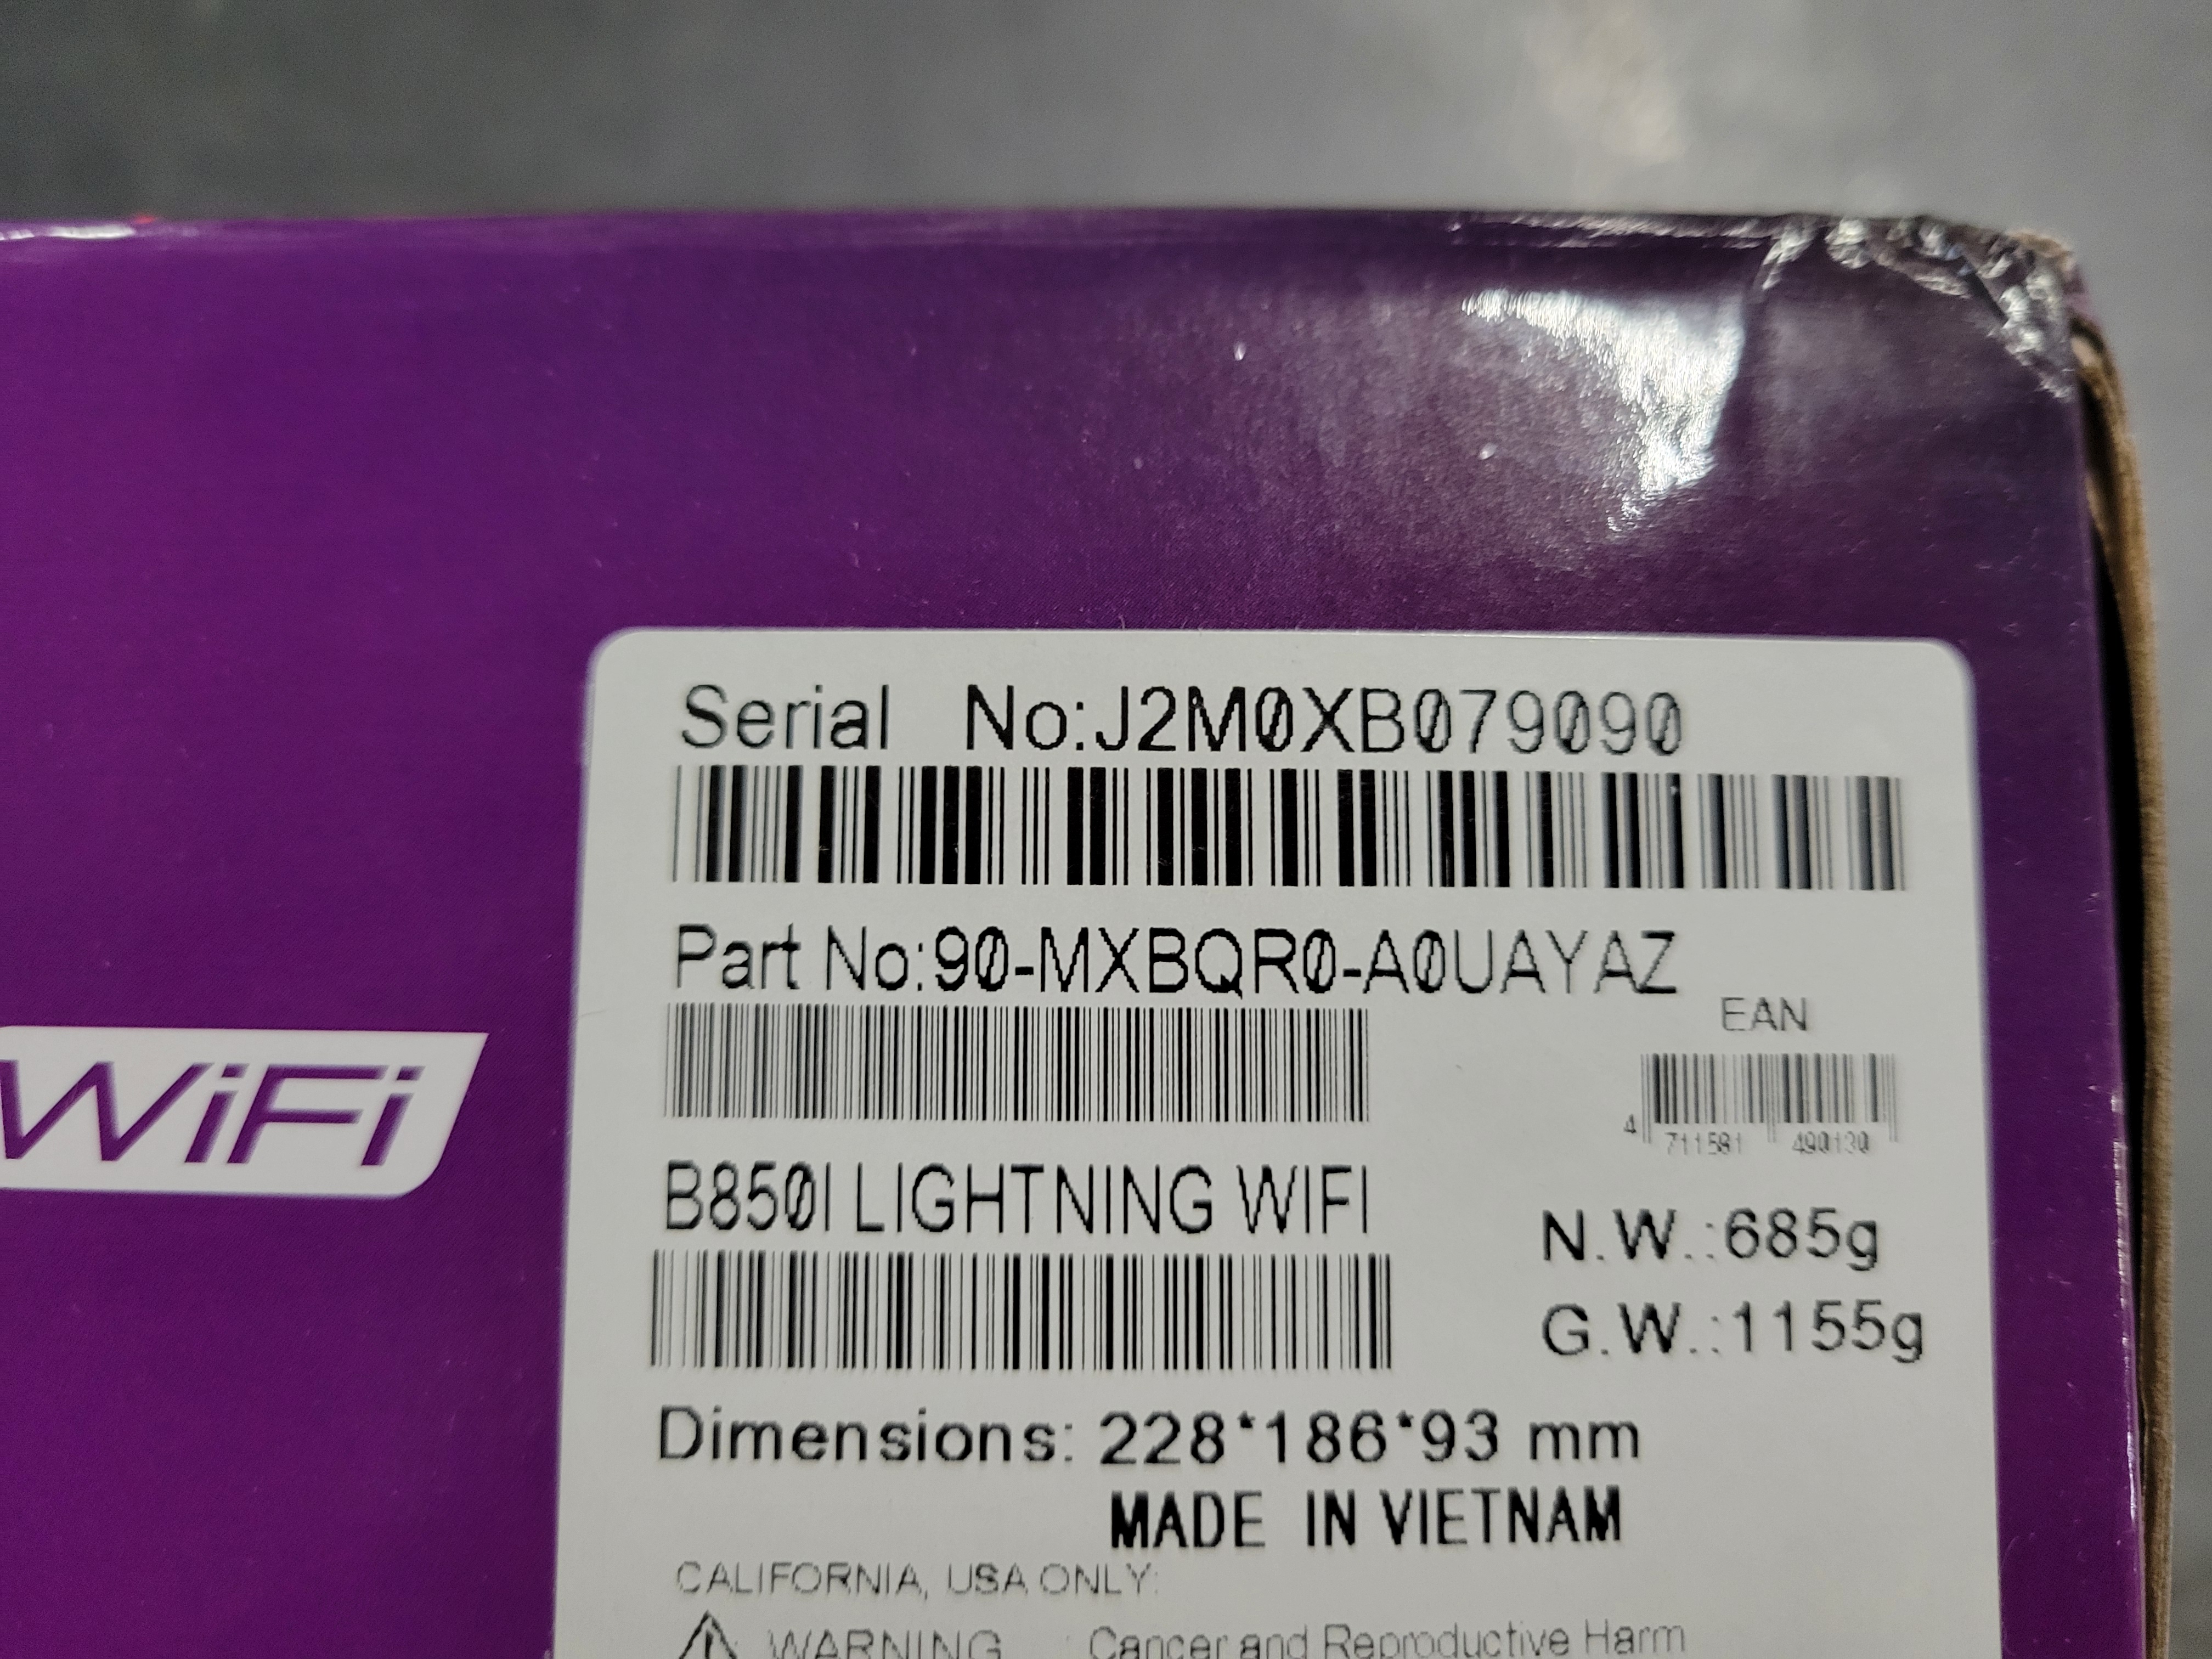 Serial No:J2M0XB079090
Part No:90-MXBQR0-A0UAYAZ
EAN
4 711581 490130
WiFi
B850I LIGHTNING WIFI
N.W.:685g
G.W.:1155g
Dimensions: 228*186*93 mm
MADE IN VIETNAM
CALIFORNIA, USA ONLY:
WARNING Cancer and Reproductive Harm